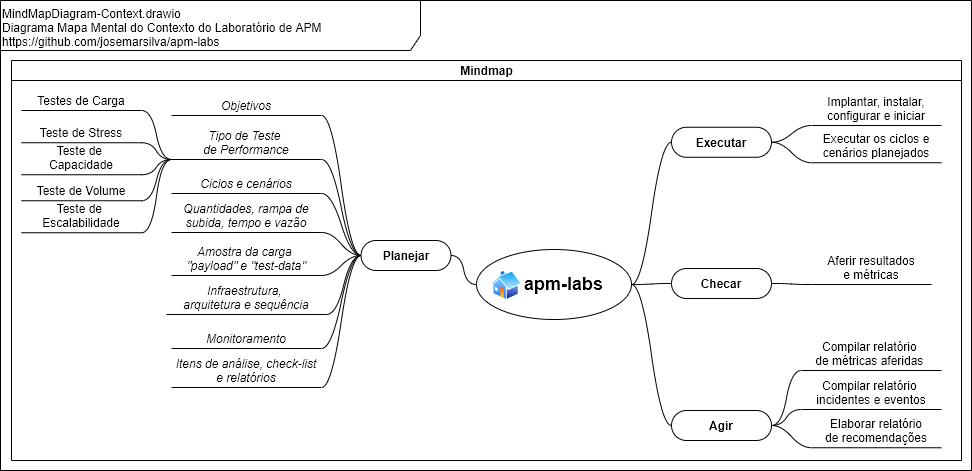 MindMapDiagram-Context.drawio
Diagrama Mapa Mental do Contexto do Laboratório de APM
https://github.com/josemarsilva/apm-labs
Mindmap
Testes de Carga
Teste de Stress
Teste de
Capacidade
Teste de Volume
Teste de
Escalabilidade
Objetivos
Tipo de Teste
de Performance
Ciclos e cenários
Quantidades, rampa de
subida, tempo e vazão
Amostra da carga
"payload" e "test-data"
Infraestrutura,
arquitetura e sequência
Monitoramento
Itens de análise, check-list
e relatórios
Planejar
apm-labs
Executar
Implantar, instalar,
configurar e iniciar
Executar os ciclos e
cenários planejados
Checar
Aferir resultados
e métricas
Agir
Compilar relatório
de métricas aferidas
Compilar relatório
incidentes e eventos
Elaborar relatório
de recomendações